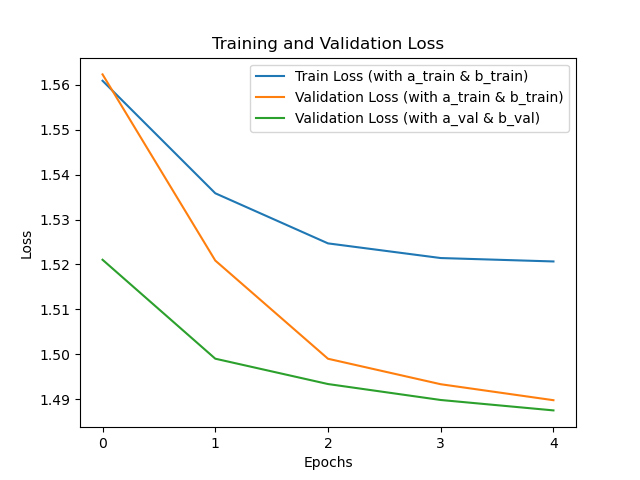 Training and Validation Loss
Train Loss (with a_train & b_train)
Validation Loss (with a_train & b_train)
Validation Loss (with a_val & b_val)
Loss
1.56
1.55
1.54
1.53
1.52
1.51
1.50
1.49
0 1 2 3 4
Epochs